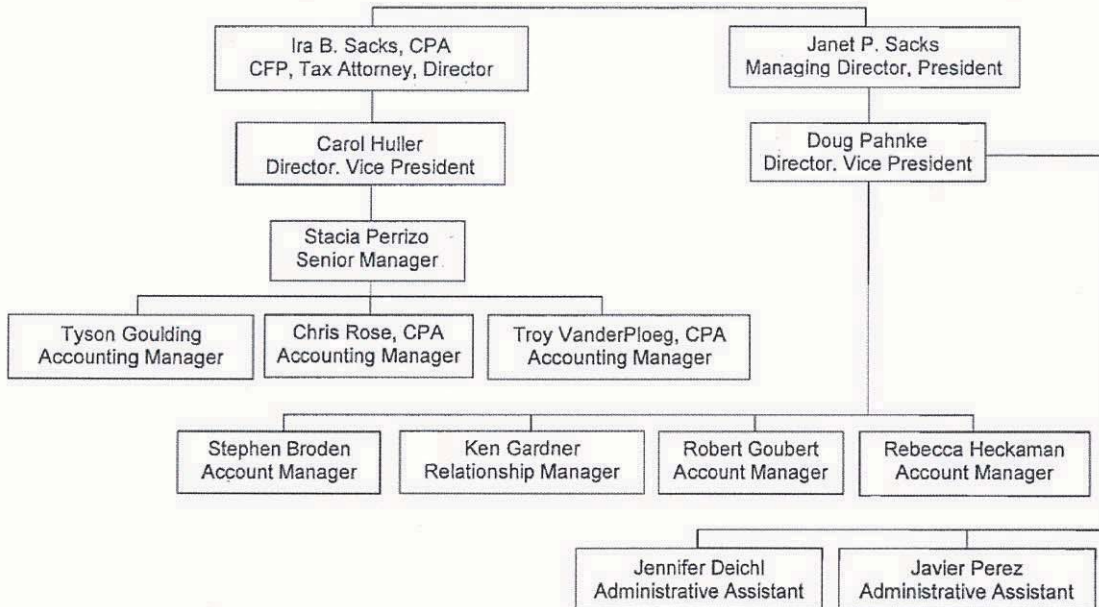 Ira B. Sacks, CPA
CFP, Tax Attorney, Director
Janet P. Sacks
Managing Director, President
Carol Huller
Director. Vice President
Doug Pahnke
Director. Vice President
Stacia Perrizo
Senior Manager
Tyson Goulding
Accounting Manager
Chris Rose, CPA
Accounting Manager
Troy VanderPloeg, CPA
Accounting Manager
Stephen Broden
Account Manager
Ken Gardner
Relationship Manager
Robert Goubert
Account Manager
Rebecca Heckaman
Account Manager
Jennifer Deichl
Administrative Assistant
Javier Perez
Administrative Assistant